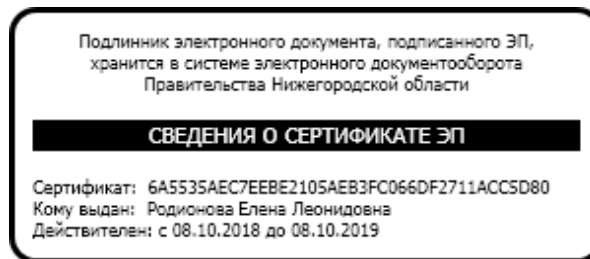 Подлинник электронного документа, подписанного ЭП,
хранится в системе электронного документооборота
Правительства Нижегородской области
СВЕДЕНИЯ О СЕРТИФИКАТЕ ЭП
Сертификат: 6A5535AEC7EEBE2105AEB3FC066DF2711ACC5D80
Кому выдан: Родионова Елена Леонидовна
Действителен: с 08.10.2018 до 08.10.2019